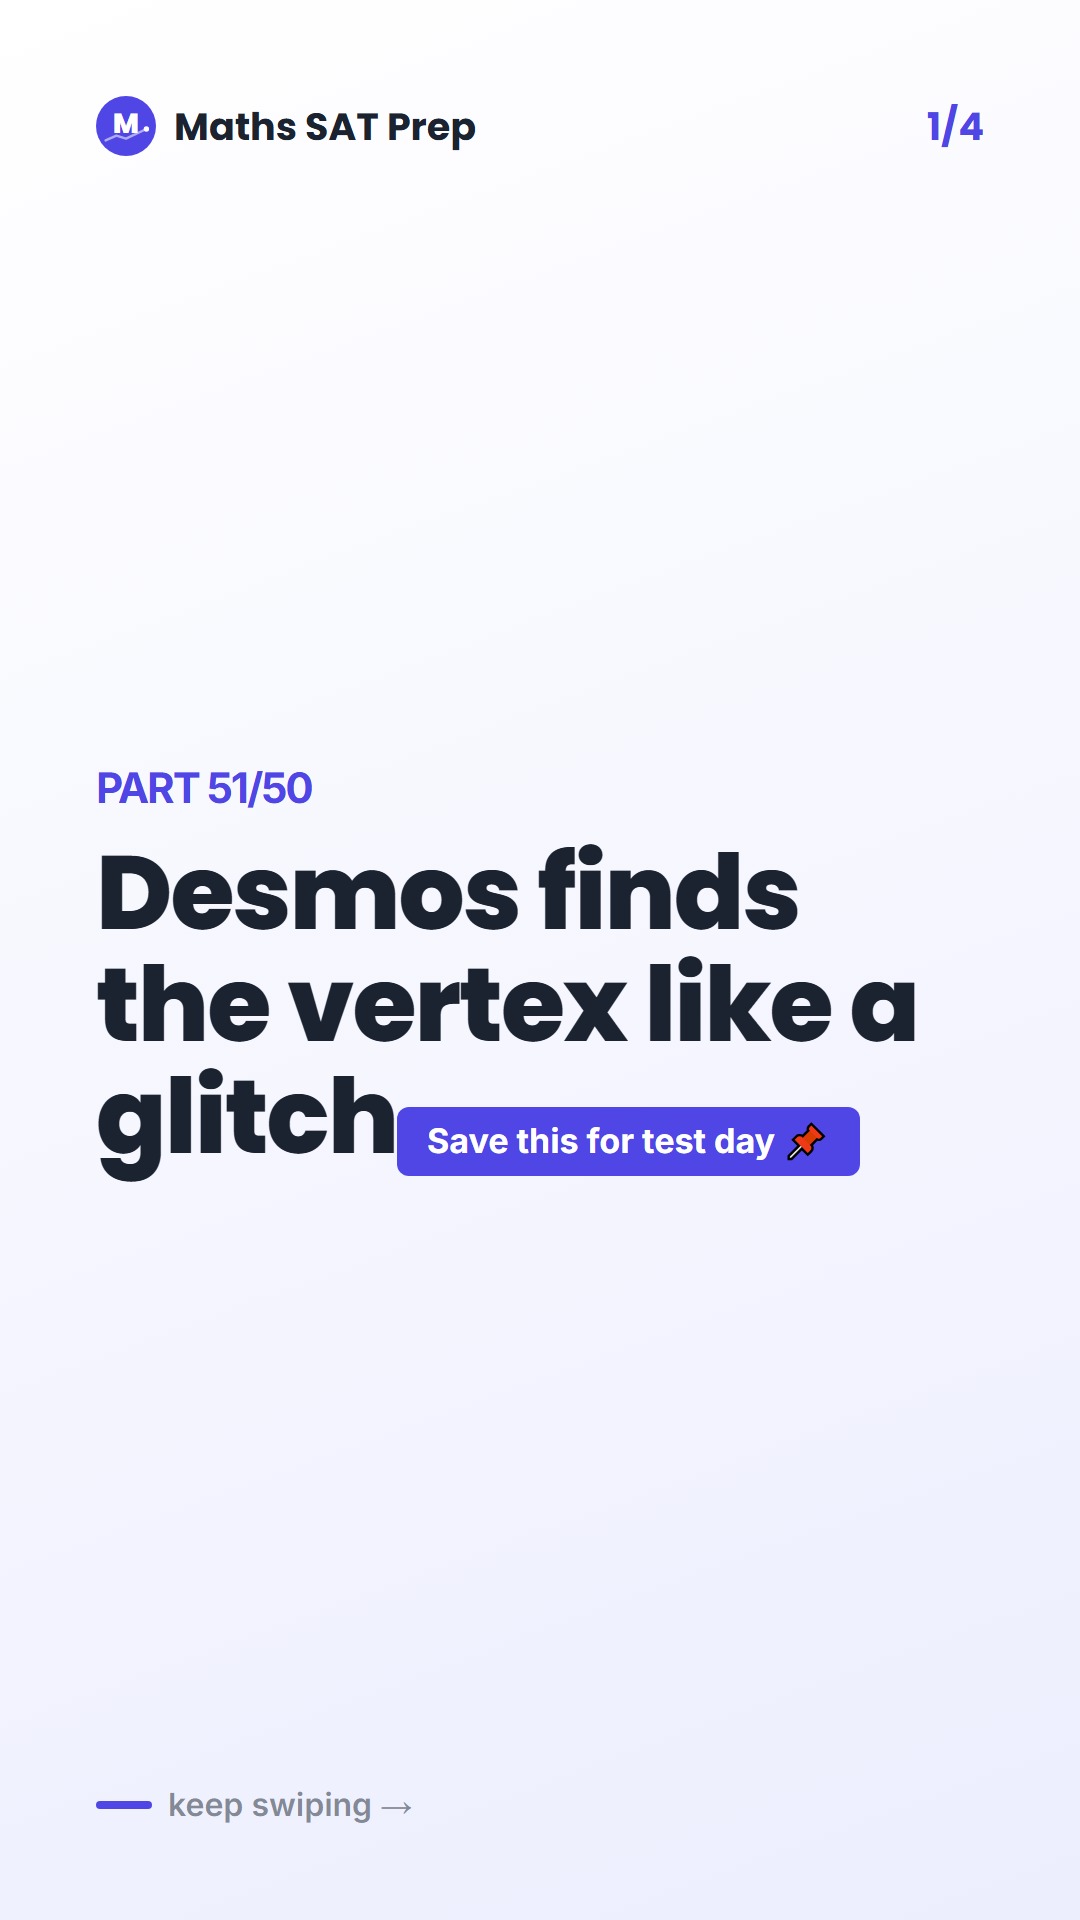 M
Maths SAT Prep
1/4
PART 51/50
Desmos finds
the vertex like a
glitch
Save this for test day 📌
keep swiping →